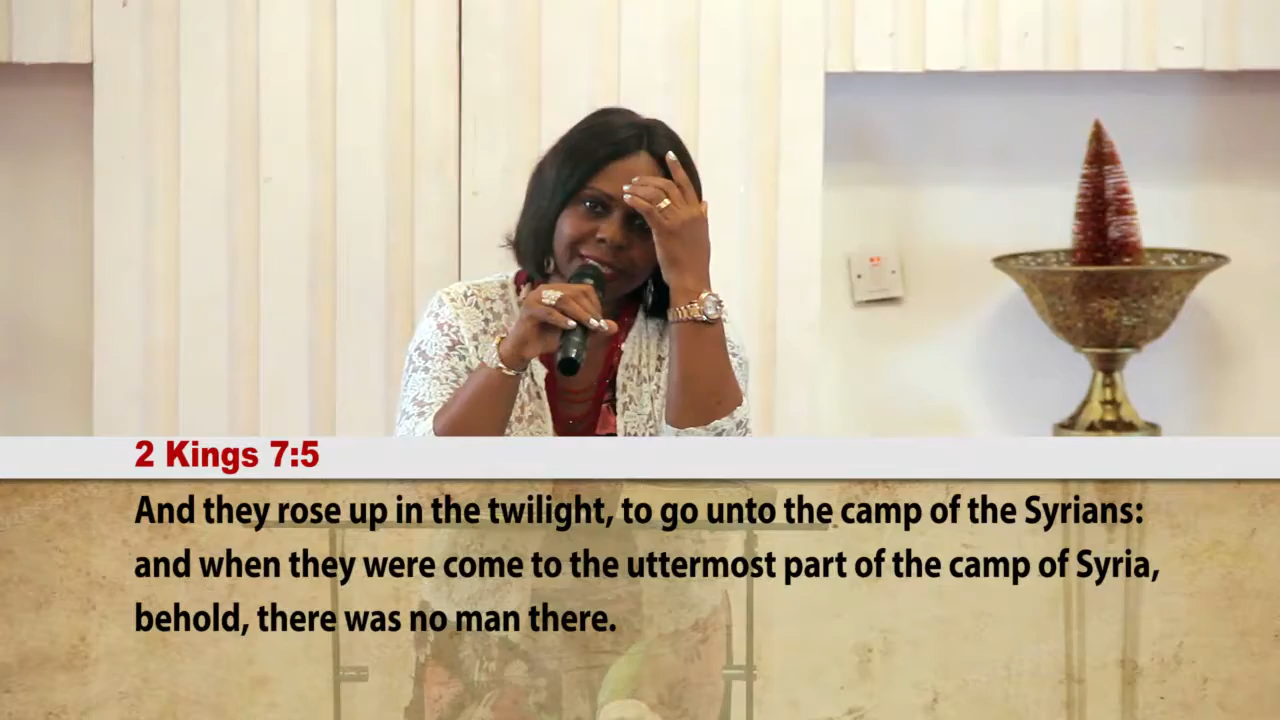 2 Kings 7:5
And they rose up in the twilight, to go unto the camp of the Syrians:
and when they were come to the uttermost part of the camp of Syria,
behold, there was no man there.